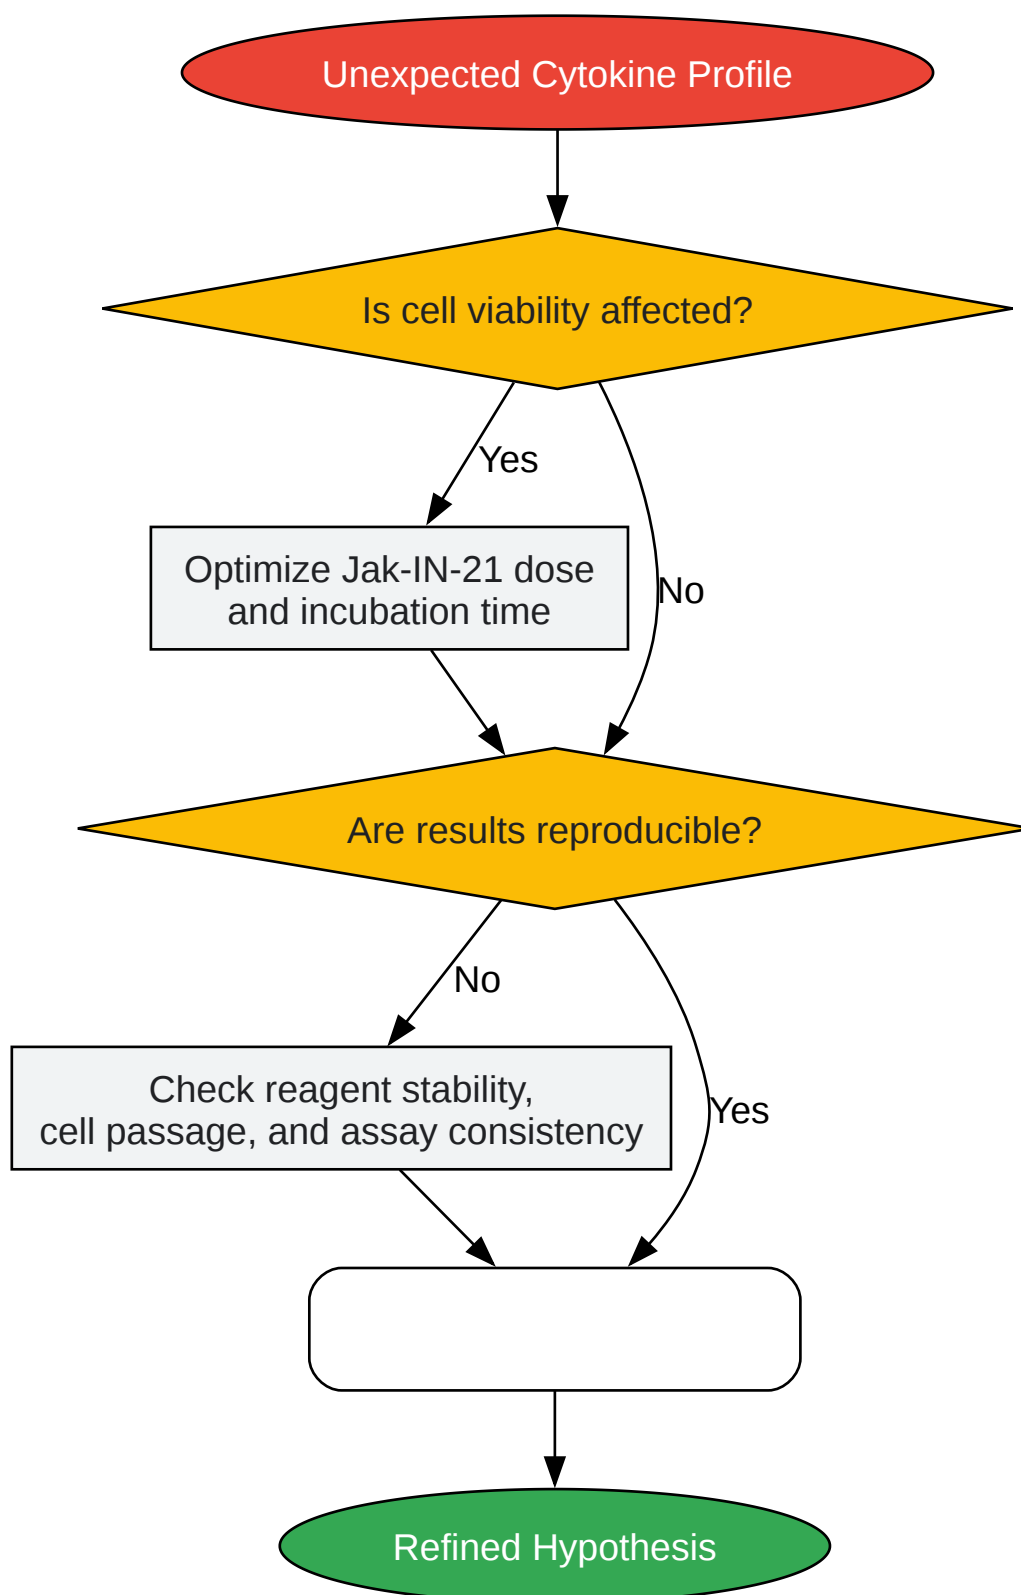 Unexpected Cytokine Profile
Is cell viability affected?
Yes
Optimize Jak-IN-21 dose
and incubation time
No
Are results reproducible?
No
Check reagent stability,
cell passage, and assay consistency
Yes
Refined Hypothesis